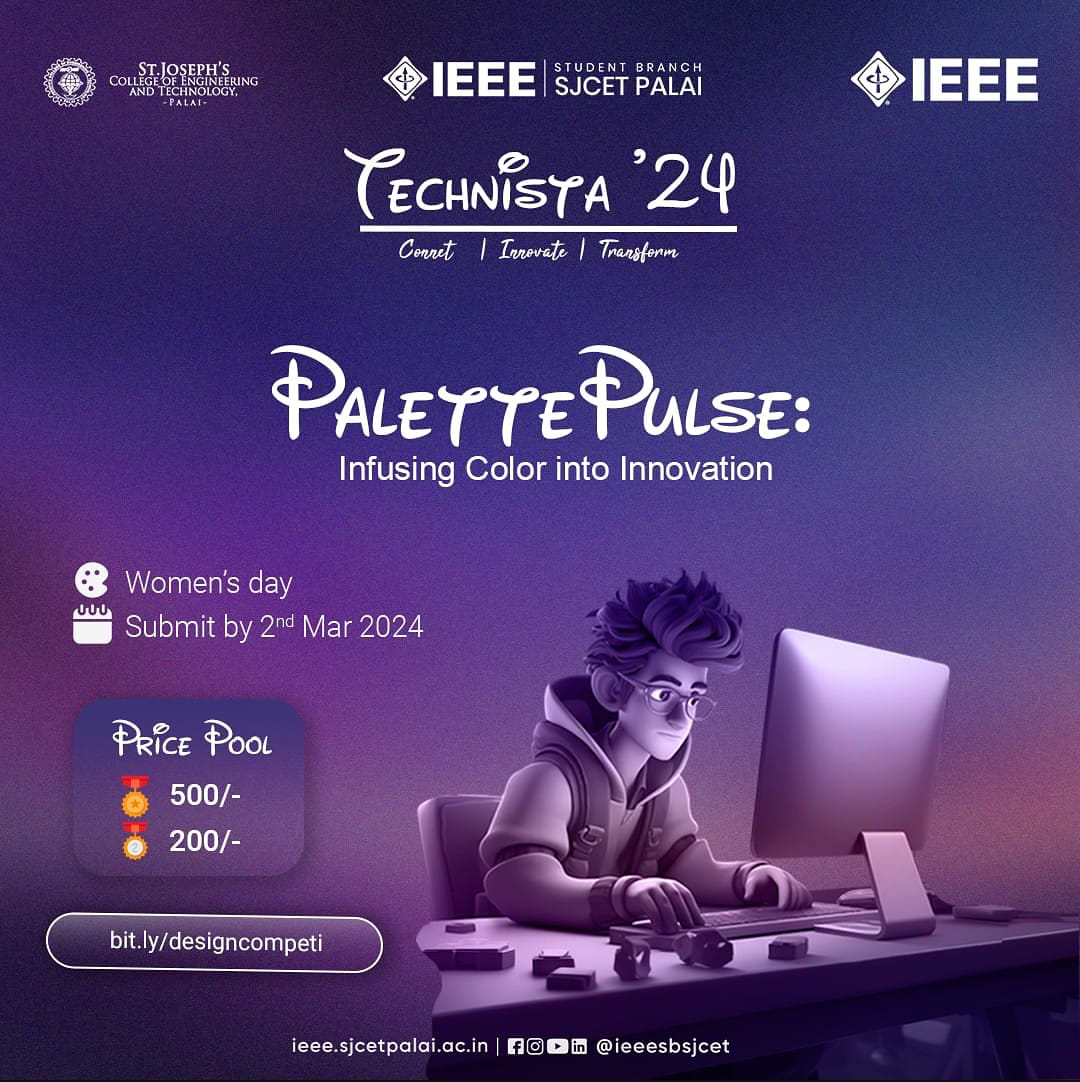 ST.JOSEPH'S
COLLEGE OF ENGINEERING
AND TECHNOLOGY,
-PALAI-
IEEE | STUDENT BRANCH
SJCET PALAI
IEEE
TECHNISTA '24
Connet | Innovate | Transform
PALETTEPULSE:
Infusing Color into Innovation
Women's day
Submit by 2nd Mar 2024
PRICE POOL
500/-
2 200/-
bit.ly/designcompeti
ieee.sjcetpalai.ac.in | @ieeesbsjcet